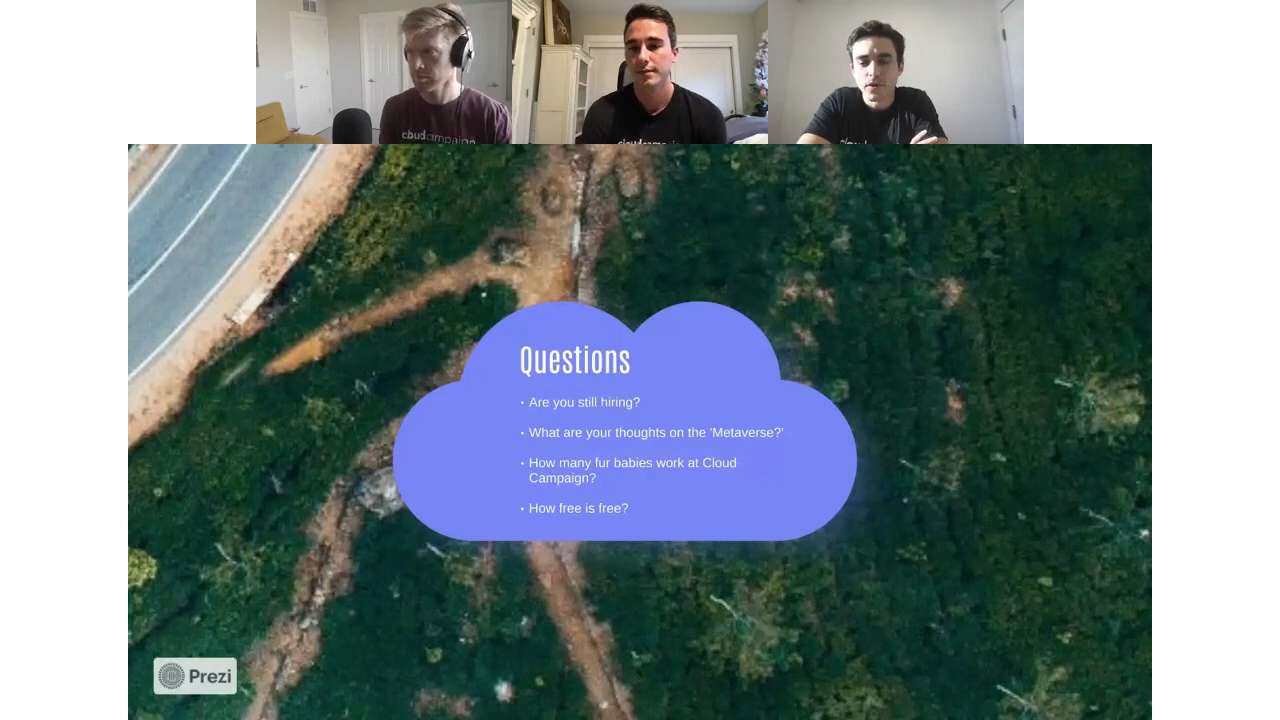 cloudcampaign
Questions
• Are you still hiring?
• What are your thoughts on the 'Metaverse?'
• How many fur babies work at Cloud
Campaign?
• How free is free?
Prezi